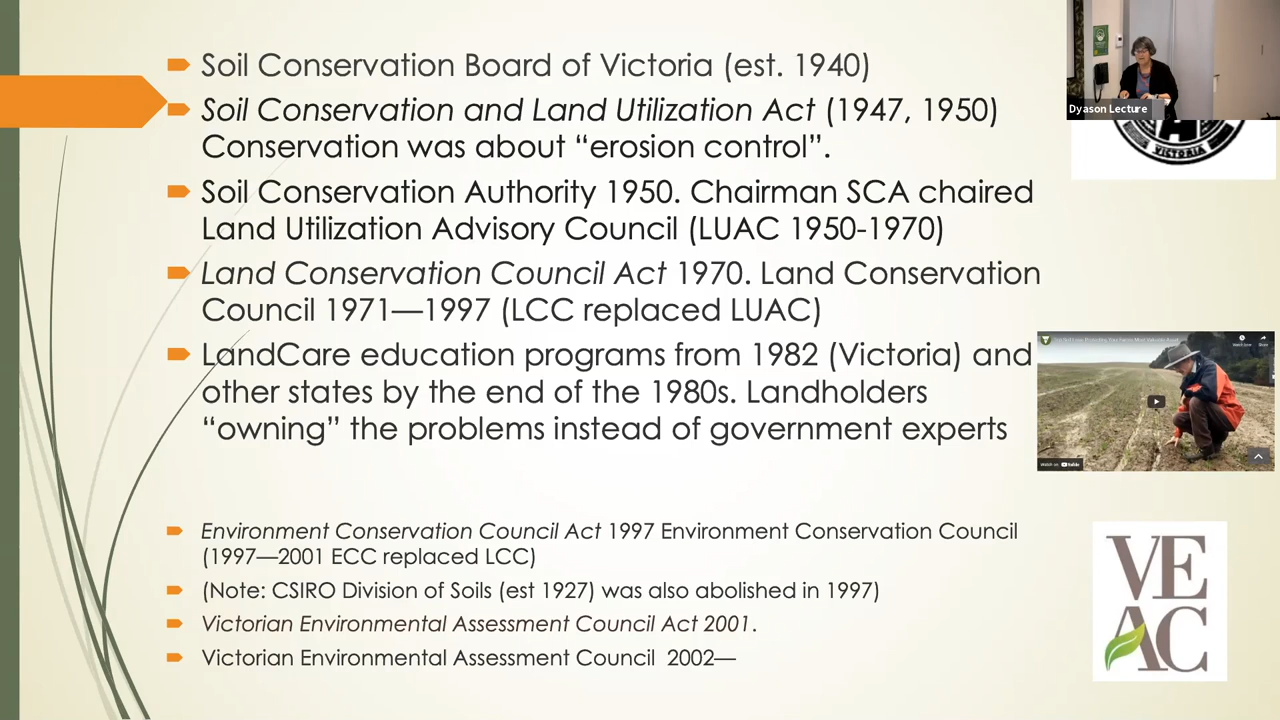 Soil Conservation Board of Victoria (est. 1940)
Soil Conservation and Land Utilization Act (1947, 1950)
Conservation was about “erosion control”.
Soil Conservation Authority 1950. Chairman SCA chaired
Land Utilization Advisory Council (LUAC 1950-1970)
Land Conservation Council Act 1970. Land Conservation
Council 1971—1997 (LCC replaced LUAC)
LandCare education programs from 1982 (Victoria) and
other states by the end of the 1980s. Landholders
“owning” the problems instead of government experts
Environment Conservation Council Act 1997 Environment Conservation Council
(1997—2001 ECC replaced LCC)
(Note: CSIRO Division of Soils (est 1927) was also abolished in 1997)
Victorian Environmental Assessment Council Act 2001.
Victorian Environmental Assessment Council 2002—
Dyason Lecture
VICTORIA
Watch on YouTube
VE
AC